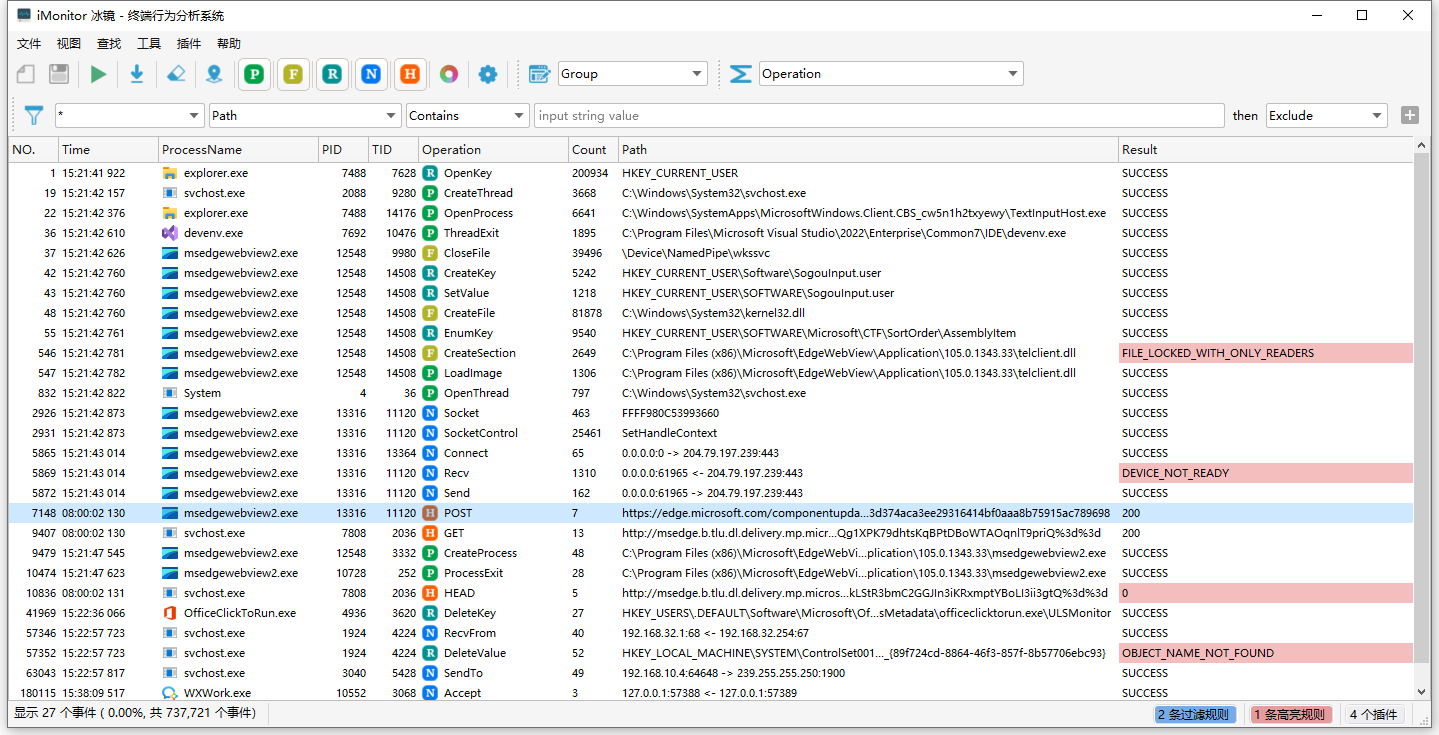 iMonitor 冰镜 - 终端行为分析系统
文件 视图 查找 工具 插件 帮助
P F R N H Group Operation
* Path Contains input string value then Exclude
NO. Time ProcessName PID TID Operation Count Path Result
1 15:21:41 922 explorer.exe 7488 7628 R OpenKey 200934 HKEY_CURRENT_USER SUCCESS
19 15:21:42 157 svchost.exe 2088 9280 P CreateThread 3668 C:\Windows\System32\svchost.exe SUCCESS
22 15:21:42 376 explorer.exe 7488 14176 P OpenProcess 6641 C:\Windows\SystemApps\MicrosoftWindows.Client.CBS_cw5n1h2txyewy\TextInputHost.exe SUCCESS
36 15:21:42 610 devenv.exe 7692 10476 P ThreadExit 1895 C:\Program Files\Microsoft Visual Studio\2022\Enterprise\Common7\IDE\devenv.exe SUCCESS
37 15:21:42 626 msedgewebview2.exe 12548 9980 F CloseFile 39496 \Device\NamedPipe\wkssvc SUCCESS
42 15:21:42 760 msedgewebview2.exe 12548 14508 R CreateKey 5242 HKEY_CURRENT_USER\Software\SogouInput.user SUCCESS
43 15:21:42 760 msedgewebview2.exe 12548 14508 R SetValue 1218 HKEY_CURRENT_USER\SOFTWARE\SogouInput.user SUCCESS
48 15:21:42 760 msedgewebview2.exe 12548 14508 F CreateFile 81878 C:\Windows\System32\kernel32.dll SUCCESS
55 15:21:42 761 msedgewebview2.exe 12548 14508 R EnumKey 9540 HKEY_CURRENT_USER\SOFTWARE\Microsoft\CTF\SortOrder\AssemblyItem SUCCESS
546 15:21:42 781 msedgewebview2.exe 12548 14508 F CreateSection 2649 C:\Program Files (x86)\Microsoft\EdgeWebView\Application\105.0.1343.33\telclient.dll FILE_LOCKED_WITH_ONLY_READERS
547 15:21:42 782 msedgewebview2.exe 12548 14508 P LoadImage 1306 C:\Program Files (x86)\Microsoft\EdgeWebView\Application\105.0.1343.33\telclient.dll SUCCESS
832 15:21:42 822 System 4 36 P OpenThread 797 C:\Windows\System32\svchost.exe SUCCESS
2926 15:21:42 873 msedgewebview2.exe 13316 11120 N Socket 463 FFFF980C53993660 SUCCESS
2931 15:21:42 873 msedgewebview2.exe 13316 11120 N SocketControl 25461 SetHandleContext SUCCESS
5865 15:21:43 014 msedgewebview2.exe 13316 13364 N Connect 65 0.0.0.0:0 -> 204.79.197.239:443 SUCCESS
5869 15:21:43 014 msedgewebview2.exe 13316 11120 N Recv 1310 0.0.0.0:61965 <- 204.79.197.239:443 DEVICE_NOT_READY
5872 15:21:43 014 msedgewebview2.exe 13316 11120 N Send 162 0.0.0.0:61965 -> 204.79.197.239:443 SUCCESS
7148 08:00:02 130 msedgewebview2.exe 13316 11120 H POST 7 https://edge.microsoft.com/componentupda...3d374aca3ee29316414bf0aaa8b75915ac789698 200
9407 08:00:02 130 svchost.exe 7808 2036 H GET 13 http://msedge.b.tlu.dl.delivery.mp.micr...Qg1XPK79dhtsKqBPtDBoWTAOqnlT9priQ%3d%3d 200
9479 15:21:47 545 msedgewebview2.exe 12548 3332 P CreateProcess 48 C:\Program Files (x86)\Microsoft\EdgeWebVi...plication\105.0.1343.33\msedgewebview2.exe SUCCESS
10474 15:21:47 623 msedgewebview2.exe 10728 252 P ProcessExit 28 C:\Program Files (x86)\Microsoft\EdgeWebVi...plication\105.0.1343.33\msedgewebview2.exe SUCCESS
10836 08:00:02 131 svchost.exe 7808 2036 H HEAD 5 http://msedge.b.tlu.dl.delivery.mp.micros...kLStR3bmC2GGJIn3iKRxmptYBoLI3ii3gtQ%3d%3d 0
41969 15:22:36 066 OfficeClickToRun.exe 4936 3620 R DeleteKey 27 HKEY_USERS\.DEFAULT\Software\Microsoft\Of...sMetadata\officeclicktorun.exe\ULSMonitor SUCCESS
57346 15:22:57 723 svchost.exe 1924 4224 N RecvFrom 40 192.168.32.1:68 <- 192.168.32.254:67 SUCCESS
57352 15:22:57 723 svchost.exe 1924 4224 R DeleteValue 52 HKEY_LOCAL_MACHINE\SYSTEM\ControlSet001..._{89f724cd-8864-46f3-857f-8b57706ebc93} OBJECT_NAME_NOT_FOUND
63043 15:22:57 817 svchost.exe 3040 5428 N SendTo 49 192.168.10.4:64648 -> 239.255.255.250:1900 SUCCESS
180115 15:38:09 517 WXWork.exe 10552 3068 N Accept 3 127.0.0.1:57388 <- 127.0.0.1:57389 SUCCESS
显示 27 个事件 ( 0.00%, 共 737,721 个事件) 2 条过滤规则 1 条高亮规则 4 个插件